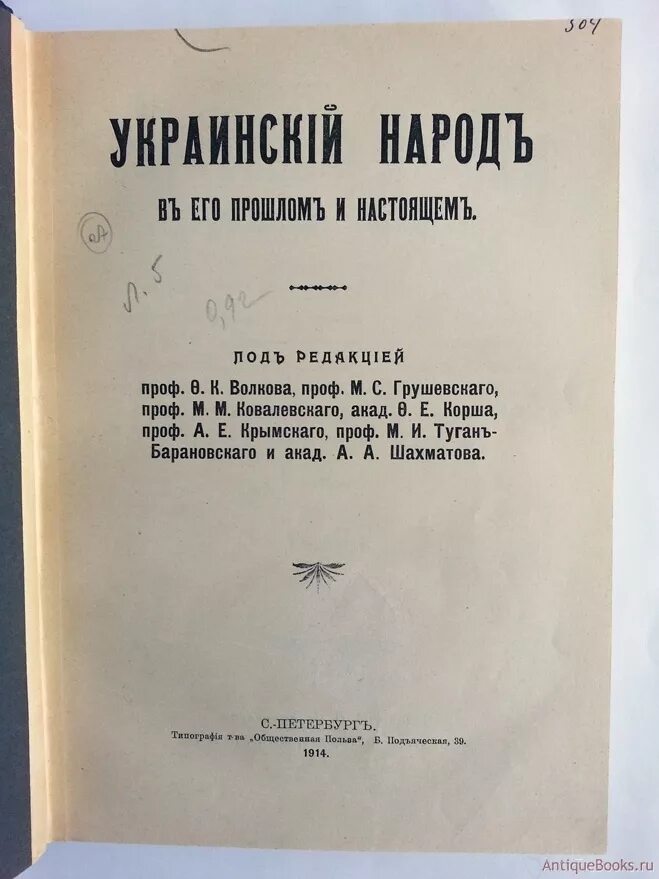 504
УКРАИНСКІЙ НАРОДЪ
ВЪ ЕГО ПРОШЛОМЪ И НАСТОЯЩЕМЪ.
Л. 5
0,92
ПОДЪ РЕДАКЦІЕЙ
проф. Ѳ. К. Волкова, проф. М. С. Грушевскаго,
проф. М. М. Ковалевскаго, акад. Ѳ. Е. Корша,
проф. А. Е. Крымскаго, проф. М. И. Туганъ-
Барановскаго и акад. А. А. Шахматова.
С.-ПЕТЕРБУРГЪ.
Типографія т-ва „Общественная Польза“, Б. Подъяческая, 39.
1914.
AntiqueBooks.ru